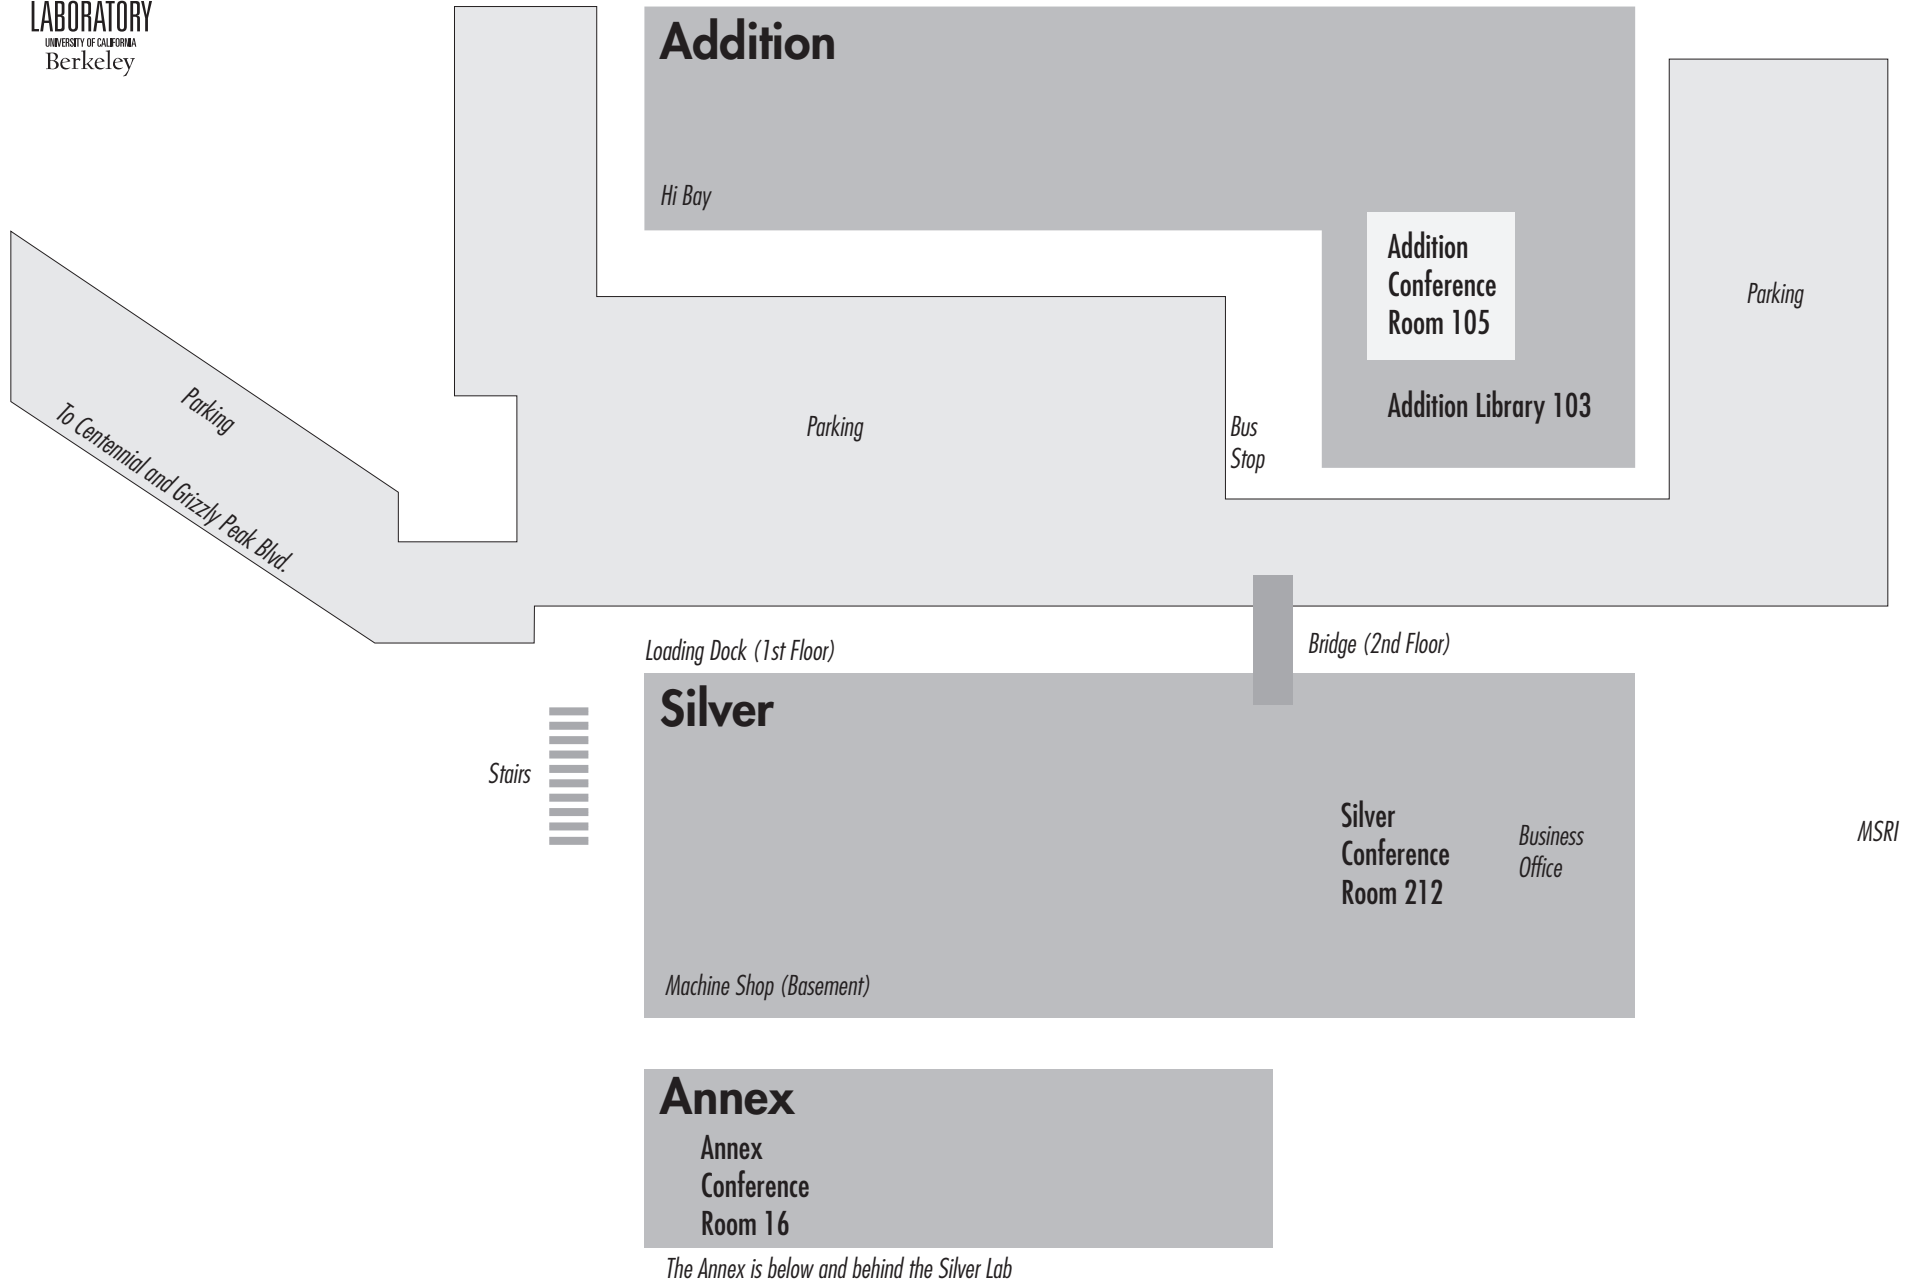 LABORATORY
UNIVERSITY OF CALIFORNIA
Berkeley
Addition
Hi Bay
Addition
Conference
Room 105
Addition Library 103
Parking
Parking
To Centennial and Grizzly Peak Blvd.
Parking
Bus
Stop
Loading Dock (1st Floor)
Bridge (2nd Floor)
Silver
Stairs
Silver
Conference
Room 212
Business
Office
MSRI
Machine Shop (Basement)
Annex
Annex
Conference
Room 16
The Annex is below and behind the Silver Lab